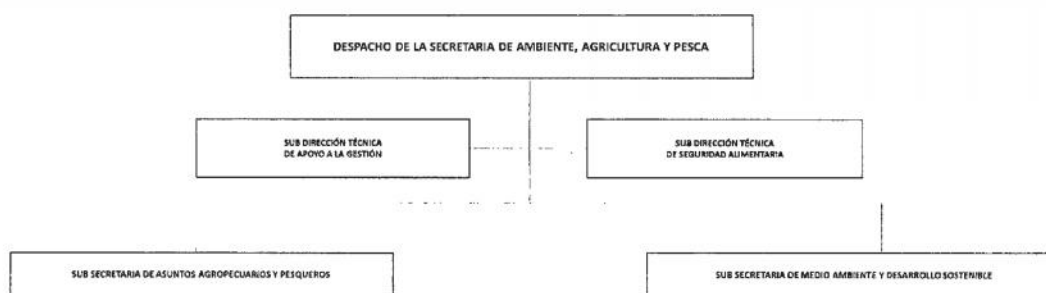 DESPACHO DE LA SECRETARIA DE AMBIENTE, AGRICULTURA Y PESCA
SUB DIRECCIÓN TÉCNICA
DE APOYO A LA GESTIÓN
SUB DIRECCIÓN TÉCNICA
DE SEGURIDAD ALIMENTARIA
SUB SECRETARIA DE ASUNTOS AGROPECUARIOS Y PESQUEROS
SUB SECRETARIA DE MEDIO AMBIENTE Y DESARROLLO SOSTENIBLE